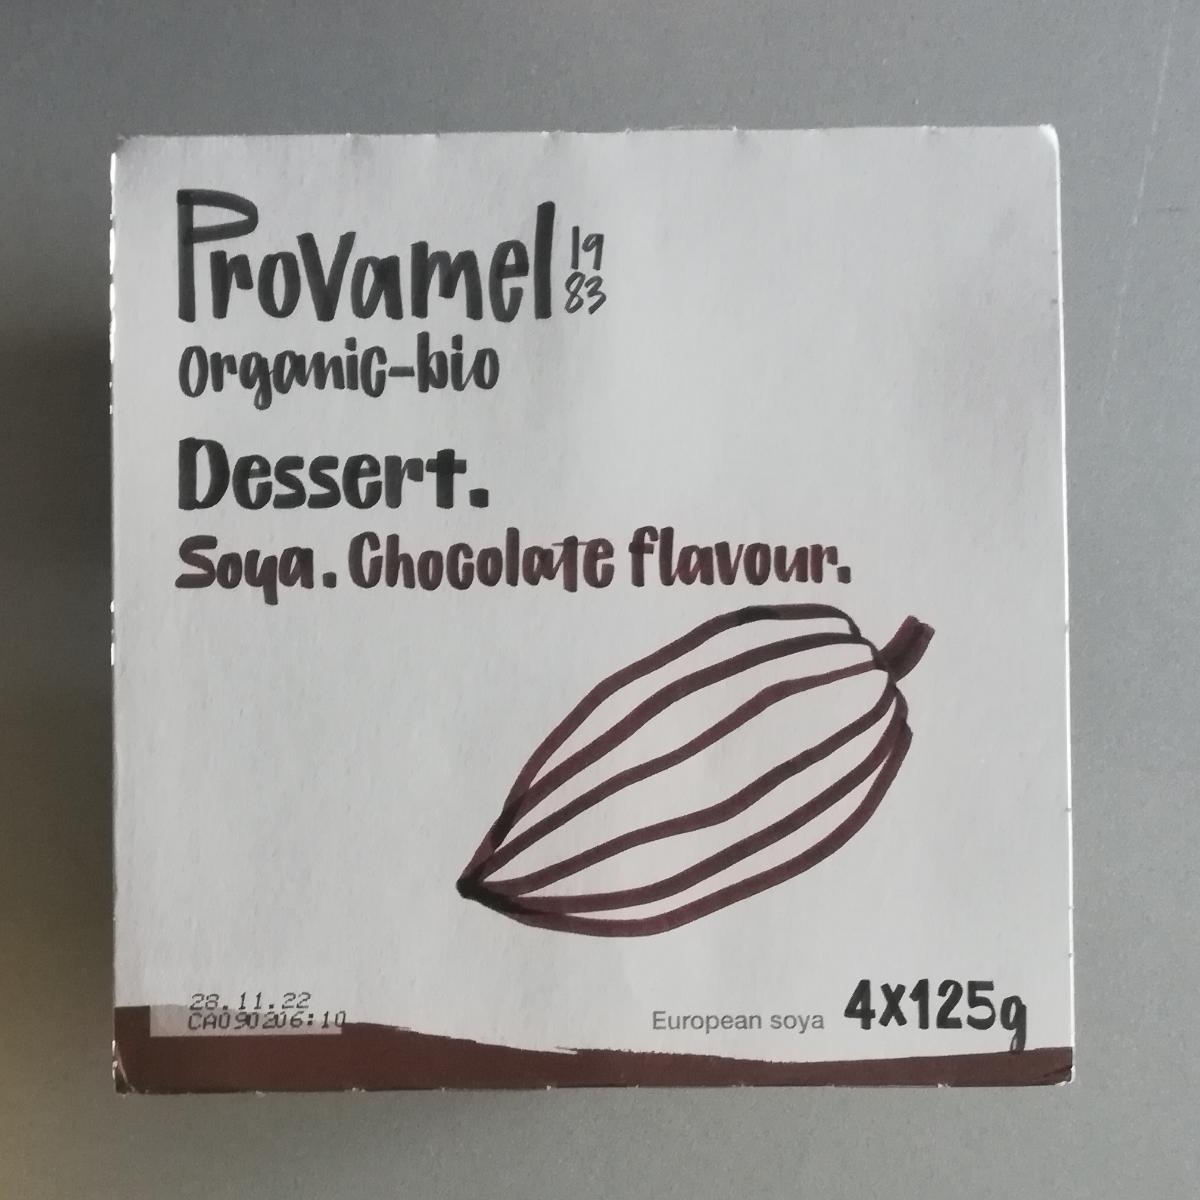 Provamel 19
83
organic-bio
Dessert.
Soya. Chocolate flavour.
28.11.22
CA090206:10
European soya 4x125g